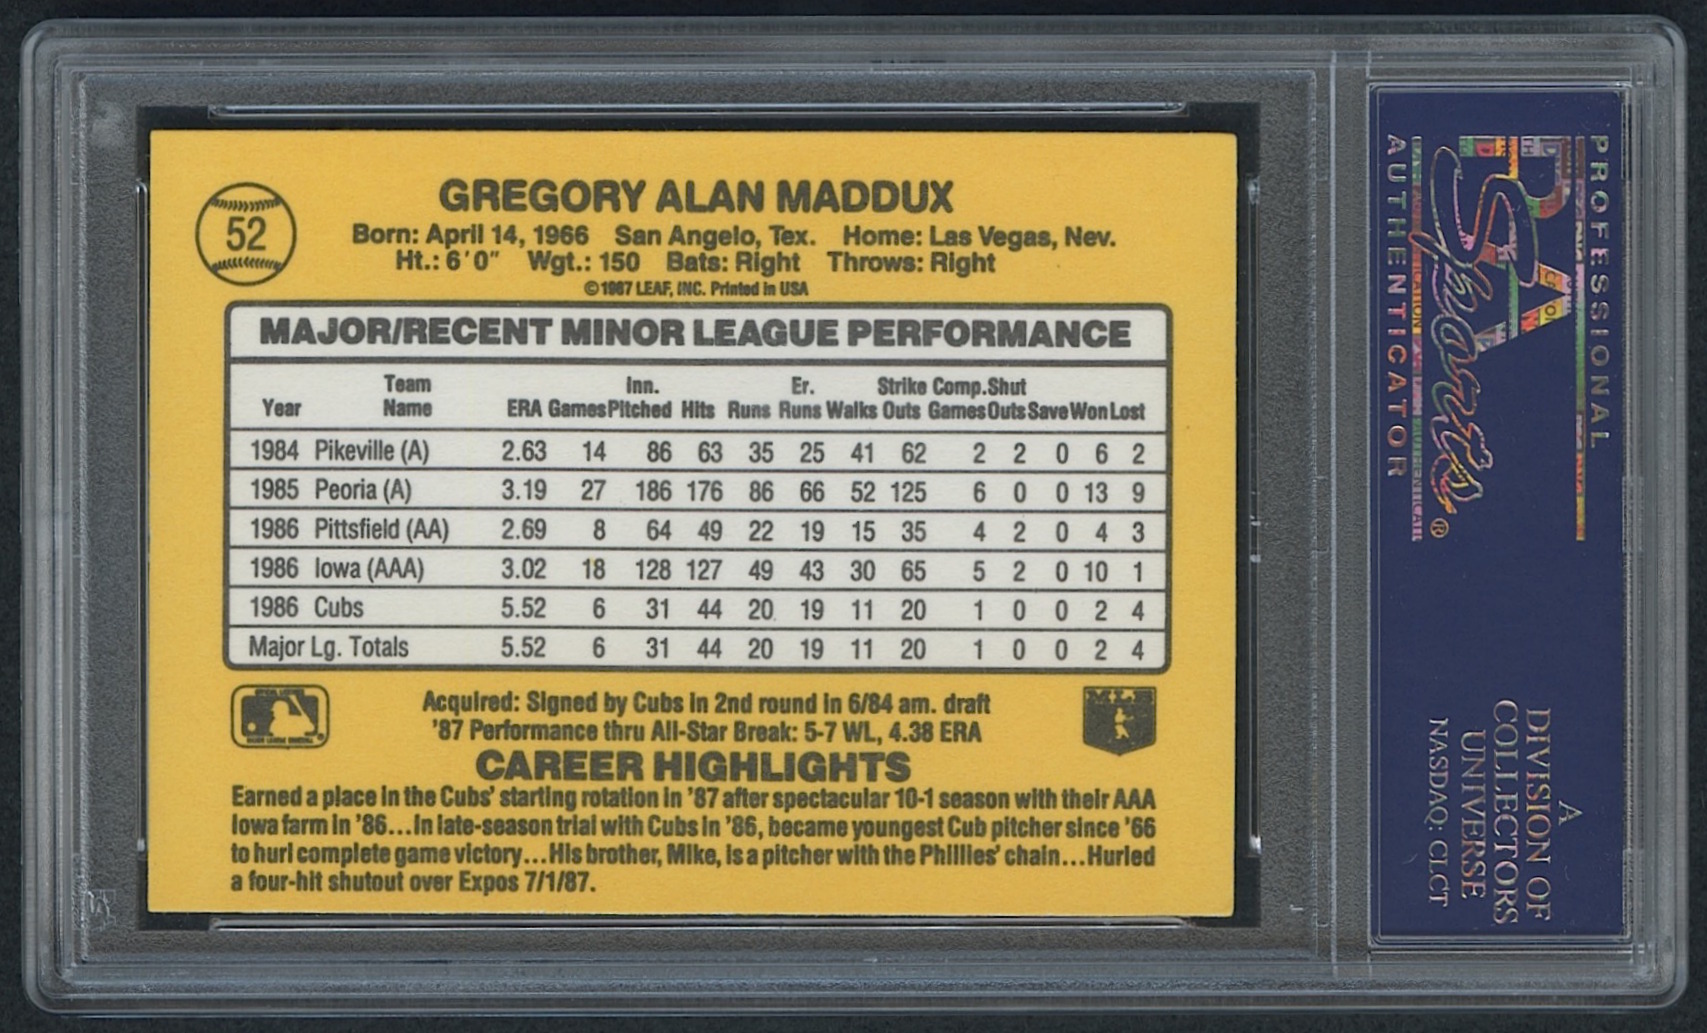 52
GREGORY ALAN MADDUX
Born: April 14, 1966 San Angelo, Tex. Home: Las Vegas, Nev.
Ht.: 6'0" Wgt.: 150 Bats: Right Throws: Right
©1987 LEAF, INC. Printed in USA
MAJOR/RECENT MINOR LEAGUE PERFORMANCE
Team Inn. Er. Strike Comp. Shut
Year Name ERA Games Pitched Hits Runs Runs Walks Outs Games Outs Save Won Lost
1984 Pikeville (A) 2.63 14 86 63 35 25 41 62 2 2 0 6 2
1985 Peoria (A) 3.19 27 186 176 86 66 52 125 6 0 0 13 9
1986 Pittsfield (AA) 2.69 8 64 49 22 19 15 35 4 2 0 4 3
1986 Iowa (AAA) 3.02 18 128 127 49 43 30 65 5 2 0 10 1
1986 Cubs 5.52 6 31 44 20 19 11 20 1 0 0 2 4
Major Lg. Totals 5.52 6 31 44 20 19 11 20 1 0 0 2 4
Acquired: Signed by Cubs in 2nd round in 6/84 am. draft
'87 Performance thru All-Star Break: 5-7 WL, 4.38 ERA
MLB
CAREER HIGHLIGHTS
Earned a place in the Cubs' starting rotation in '87 after spectacular 10-1 season with their AAA
Iowa farm in '86...In late-season trial with Cubs in '86, became youngest Cub pitcher since '66
to hurl complete game victory...His brother, Mike, is a pitcher with the Phillies' chain...Hurled
a four-hit shutout over Expos 7/1/87.
PROFESSIONAL
PSA
Sports®
AUTHENTICATOR
A
DIVISION OF
COLLECTORS
UNIVERSE
NASDAQ: CLCT